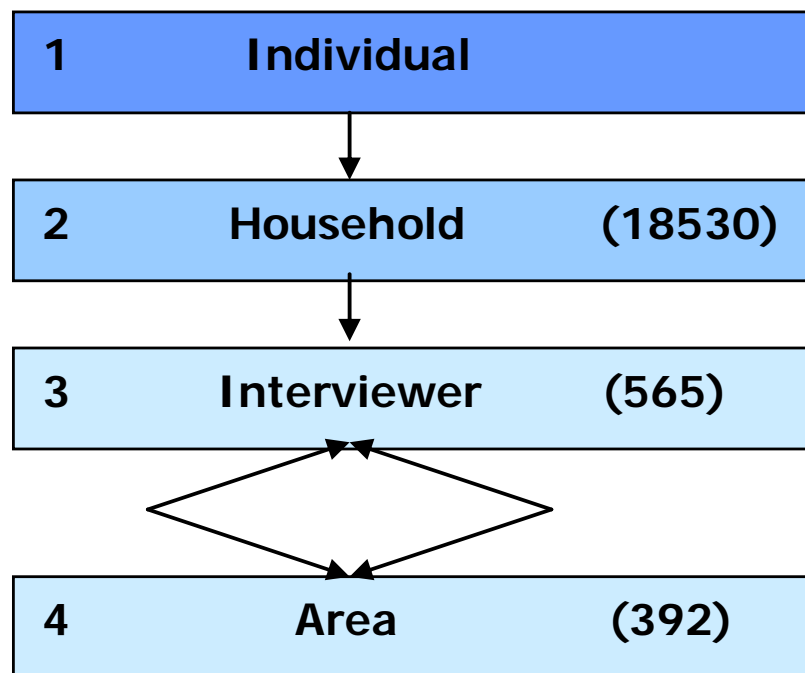 1 Individual
2 Household (18530)
3 Interviewer (565)
4 Area (392)